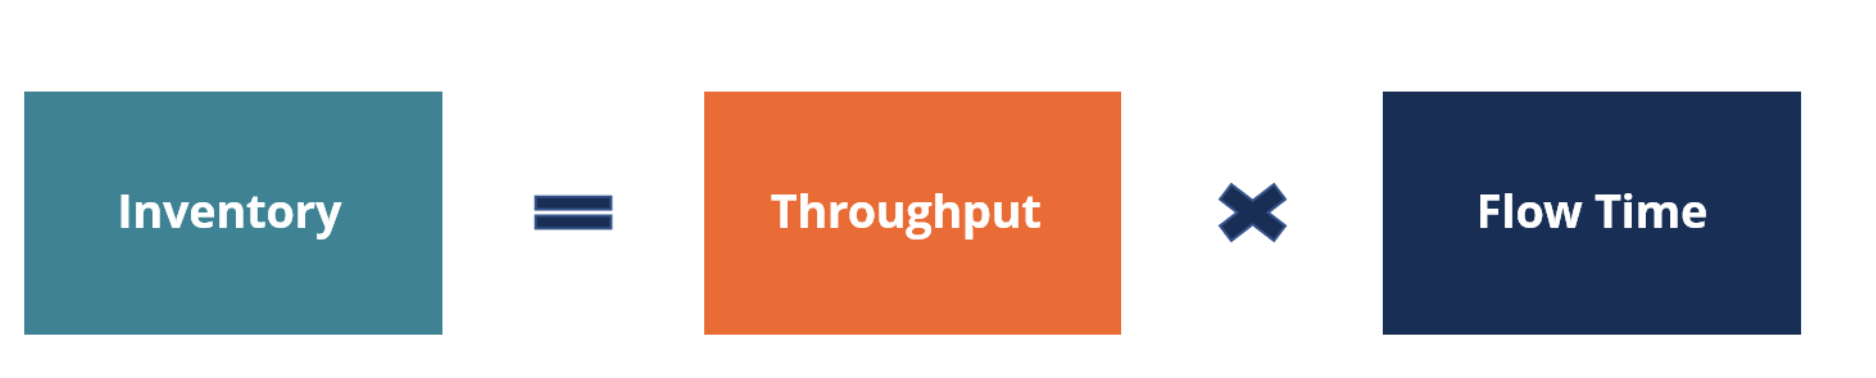 Inventory = Throughput × Flow Time